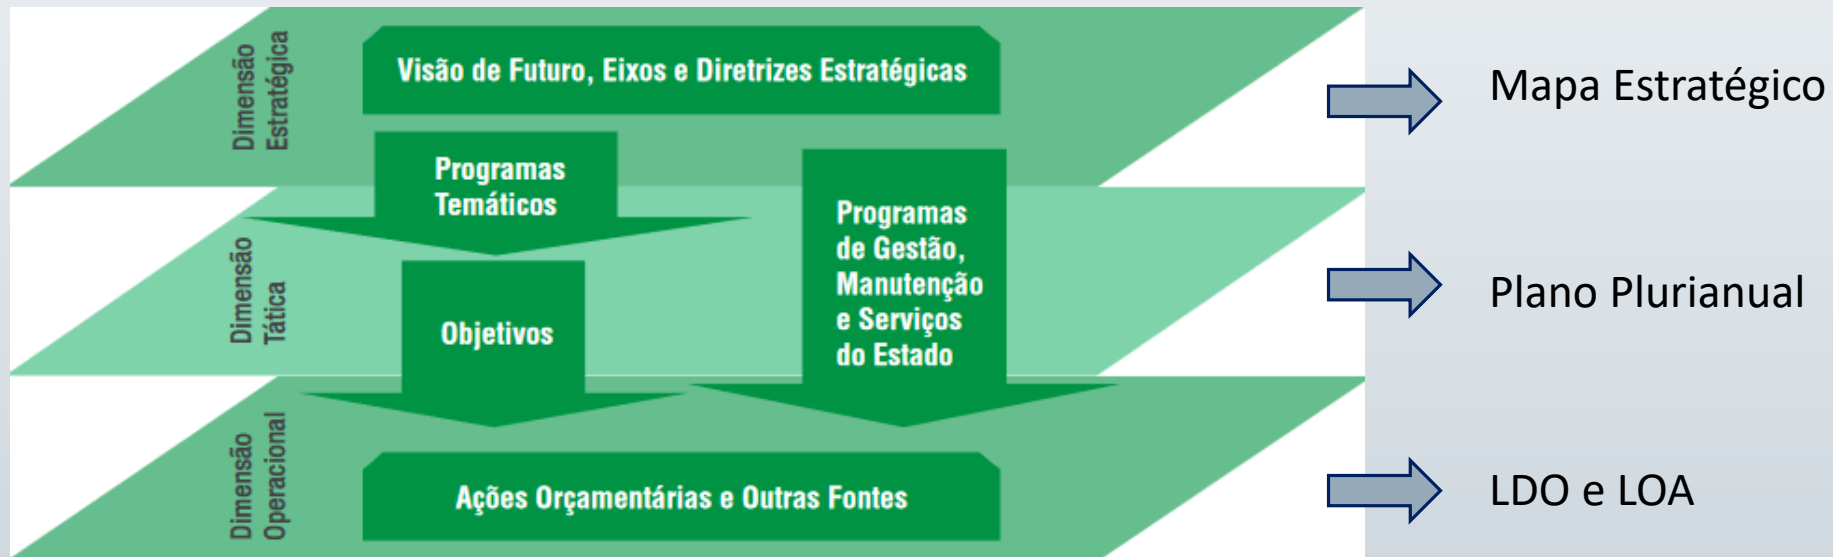 Dimensão
Estratégica
Visão de Futuro, Eixos e Diretrizes Estratégicas
Mapa Estratégico
Programas
Temáticos
Dimensão
Tática
Objetivos
Programas
de Gestão,
Manutenção
e Serviços
do Estado
Plano Plurianual
Dimensão
Operacional
Ações Orçamentárias e Outras Fontes
LDO e LOA